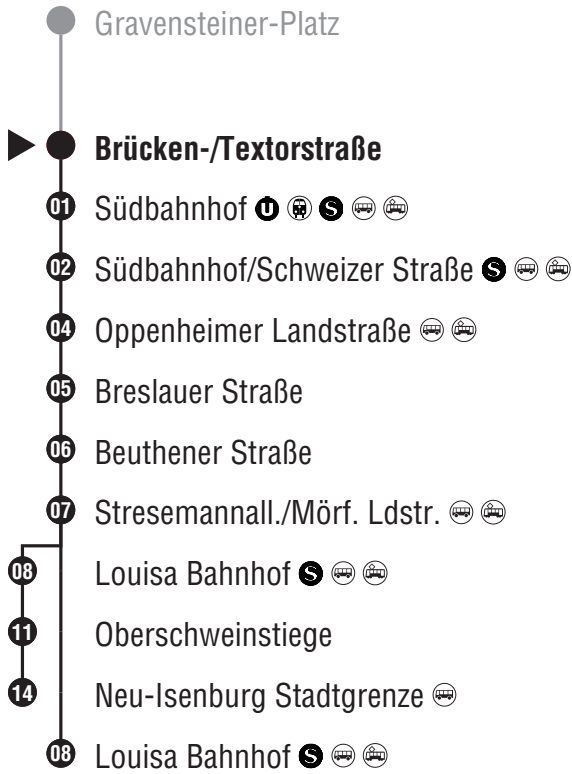 Gravensteiner-Platz
Brücken-/Textorstraße
01 Südbahnhof U S
02 Südbahnhof/Schweizer Straße S
04 Oppenheimer Landstraße
05 Breslauer Straße
06 Beuthener Straße
07 Stresemannall./Mörf. Ldstr.
08 Louisa Bahnhof S
11 Oberschweinstiege
14 Neu-Isenburg Stadtgrenze
08 Louisa Bahnhof S